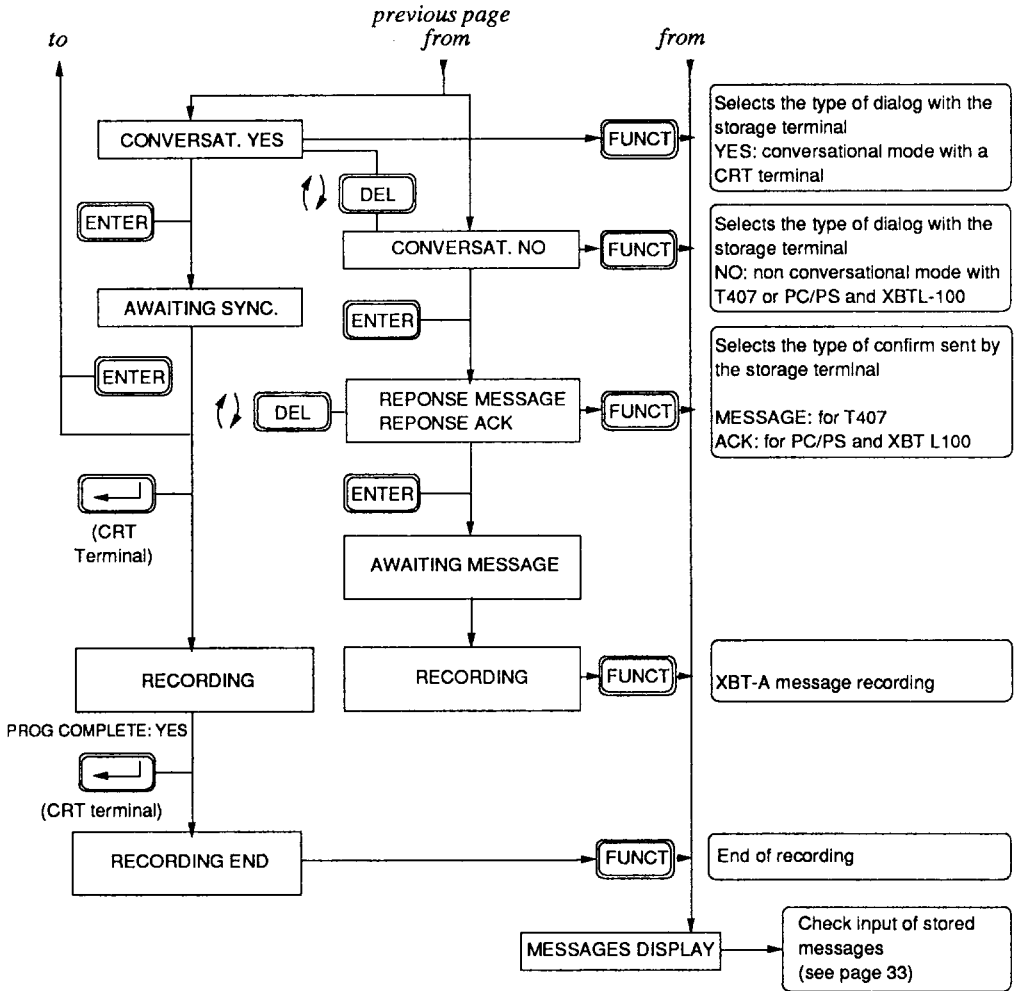 previous page
to
from
from
CONVERSAT. YES
FUNCT
Selects the type of dialog with the
storage terminal
YES: conversational mode with a
CRT terminal
DEL
ENTER
CONVERSAT. NO
FUNCT
Selects the type of dialog with the
storage terminal
NO: non conversational mode with
T407 or PC/PS and XBTL-100
AWAITING SYNC.
ENTER
ENTER
Selects the type of confirm sent by
the storage terminal
MESSAGE: for T407
ACK: for PC/PS and XBT L100
DEL
REPONSE MESSAGE
REPONSE ACK
FUNCT
ENTER
(CRT
Terminal)
AWAITING MESSAGE
RECORDING
RECORDING
FUNCT
XBT-A message recording
PROG COMPLETE: YES
(CRT terminal)
RECORDING END
FUNCT
End of recording
MESSAGES DISPLAY
Check input of stored
messages
(see page 33)